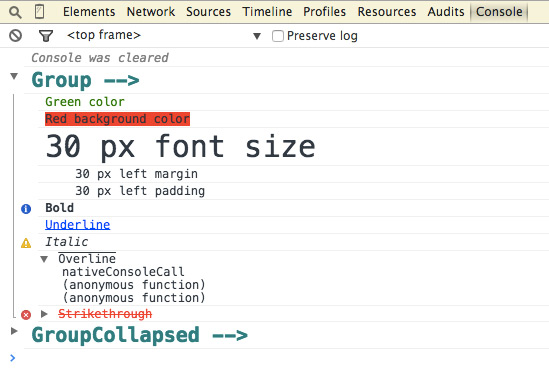 Elements Network Sources Timeline Profiles Resources Audits Console
<top frame> Preserve log
Console was cleared
Group -->
Green color
Red background color
30 px font size
30 px left margin
30 px left padding
Bold
Underline
Italic
Overline
nativeConsoleCall
(anonymous function)
(anonymous function)
Strikethrough
GroupCollapsed -->